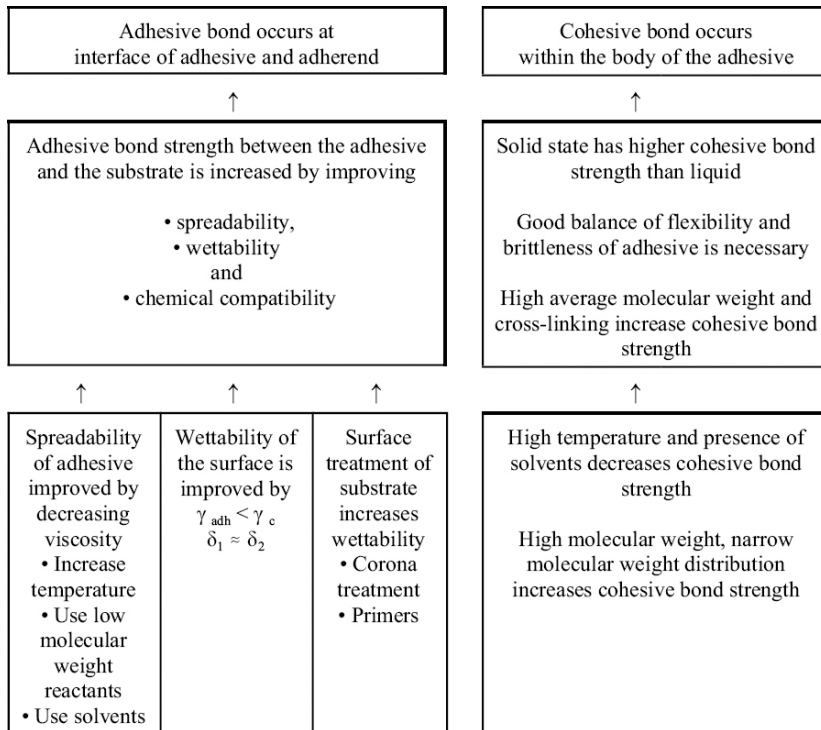 Adhesive bond occurs at
interface of adhesive and adherend
↑
Adhesive bond strength between the adhesive
and the substrate is increased by improving
• spreadability,
• wettability
and
• chemical compatibility
↑
↑
↑
Spreadability
of adhesive
improved by
decreasing
viscosity
• Increase
temperature
• Use low
molecular
weight
reactants
• Use solvents
Wettability of
the surface is
improved by
γ adh < γ c
δ1 ≈ δ2
Surface
treatment of
substrate
increases
wettability
• Corona
treatment
• Primers
Cohesive bond occurs
within the body of the adhesive
↑
Solid state has higher cohesive bond
strength than liquid
Good balance of flexibility and
brittleness of adhesive is necessary
High average molecular weight and
cross-linking increase cohesive bond
strength
↑
High temperature and presence of
solvents decreases cohesive bond
strength
High molecular weight, narrow
molecular weight distribution
increases cohesive bond strength